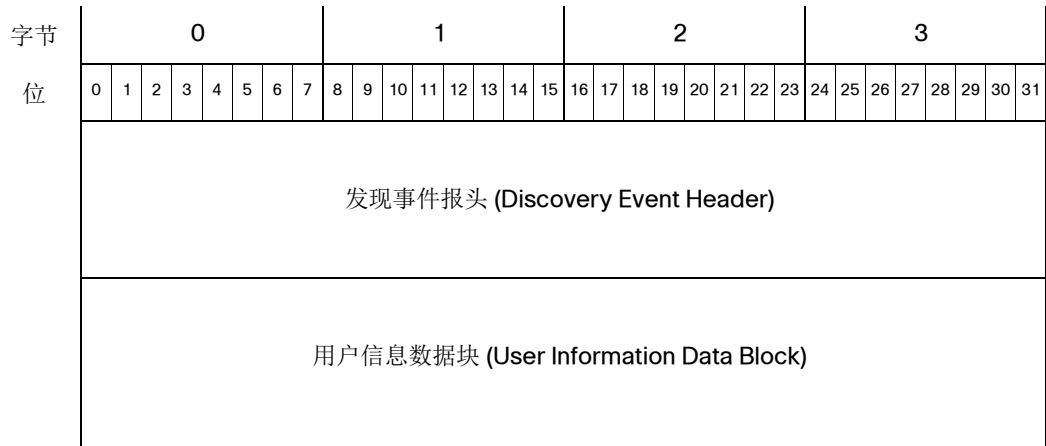 字节 0 1 2 3
位 0 1 2 3 4 5 6 7 8 9 10 11 12 13 14 15 16 17 18 19 20 21 22 23 24 25 26 27 28 29 30 31
发现事件报头 (Discovery Event Header)
用户信息数据块 (User Information Data Block)